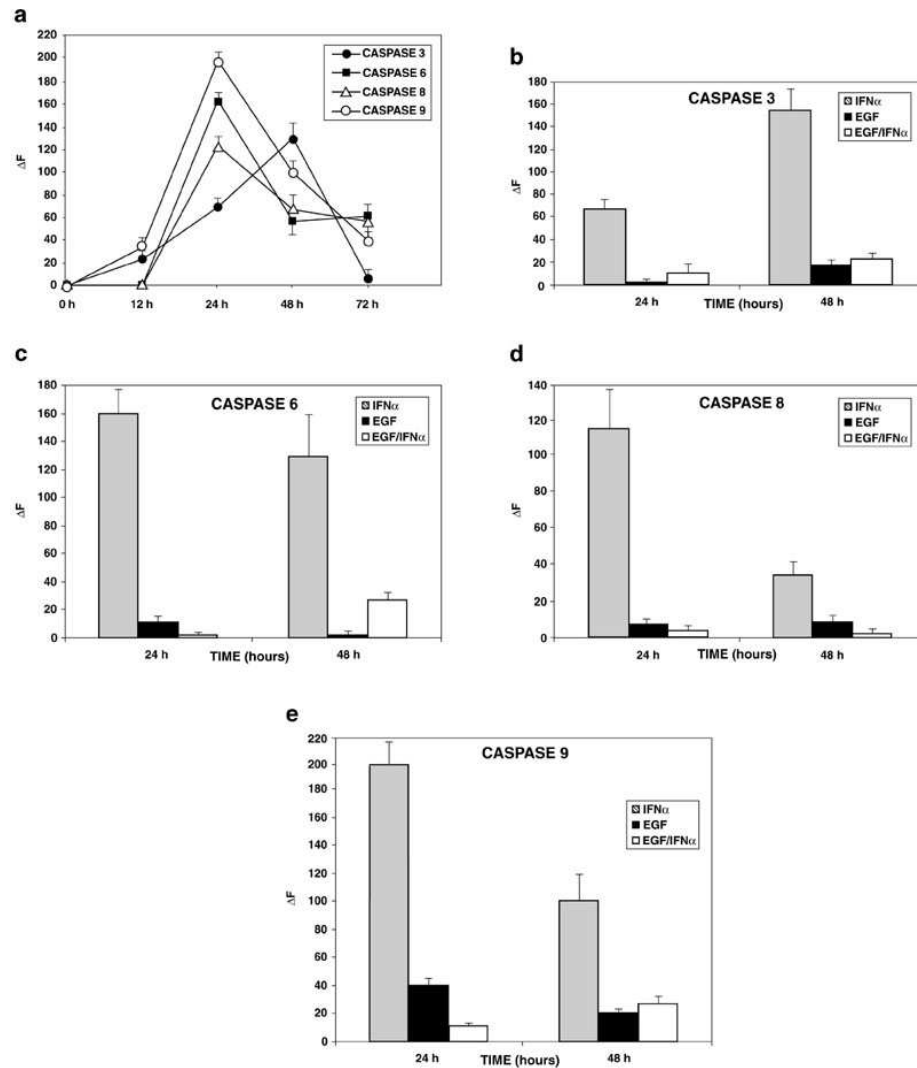 a
220
200
180
160
140
120
100
80
60
40
20
0
ΔF
0 h
12 h
24 h
48 h
72 h
CASPASE 3
CASPASE 6
CASPASE 8
CASPASE 9
b
CASPASE 3
180
160
140
120
100
80
60
40
20
0
ΔF
IFNα
EGF
EGF/IFNα
24 h
TIME (hours)
48 h
c
CASPASE 6
180
160
140
120
100
80
60
40
20
0
ΔF
IFNα
EGF
EGF/IFNα
24 h
TIME (hours)
48 h
d
CASPASE 8
140
120
100
80
60
40
20
0
ΔF
IFNα
EGF
EGF/IFNα
24 h
TIME (hours)
48 h
e
CASPASE 9
220
200
180
160
140
120
100
80
60
40
20
0
ΔF
IFNα
EGF
EGF/IFNα
24 h
TIME (hours)
48 h